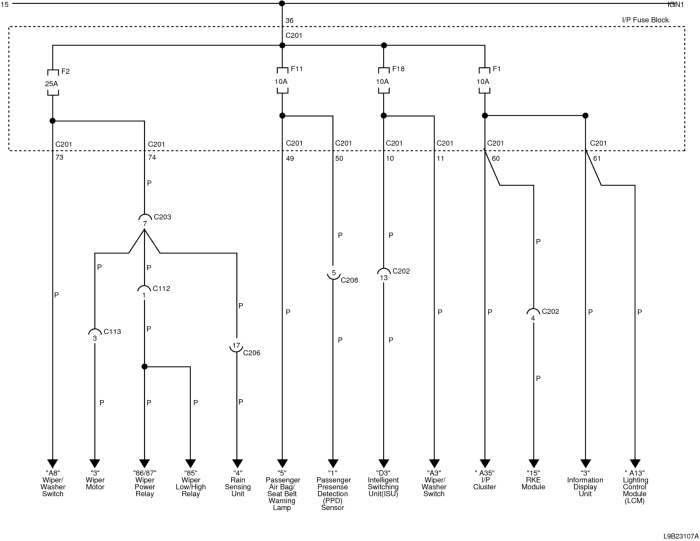 15
IGN1
36
I/P Fuse Block
C201
F2
25A
F11
10A
F18
10A
F1
10A
C201
C201
C201
C201
C201
C201
C201
C201
73
74
49
50
10
11
60
61
P
C203
7
P
P
P
P
P
5
C208
C202
13
P
C112
1
P
P
P
P
P
C202
4
P
P
C113
3
P
17
C206
P
P
P
P
P
P
P
"A8"
Wiper/
Washer
Switch
"3"
Wiper
Motor
"86/87"
Wiper
Power
Relay
"85"
Wiper
Low/High
Relay
"4"
Rain
Sensing
Unit
"5"
Passenger
Air Bag/
Seat Belt
Warning
Lamp
"1"
Passenger
Presense
Detection
(PPD)
Sensor
"D3"
Intelligent
Switching
Unit(ISU)
"A3"
Wiper/
Washer
Switch
" A35"
I/P
Cluster
"15"
RKE
Module
"3"
Information
Display
Unit
" A13"
Lighting
Control
Module
(LCM)
L9B23107A